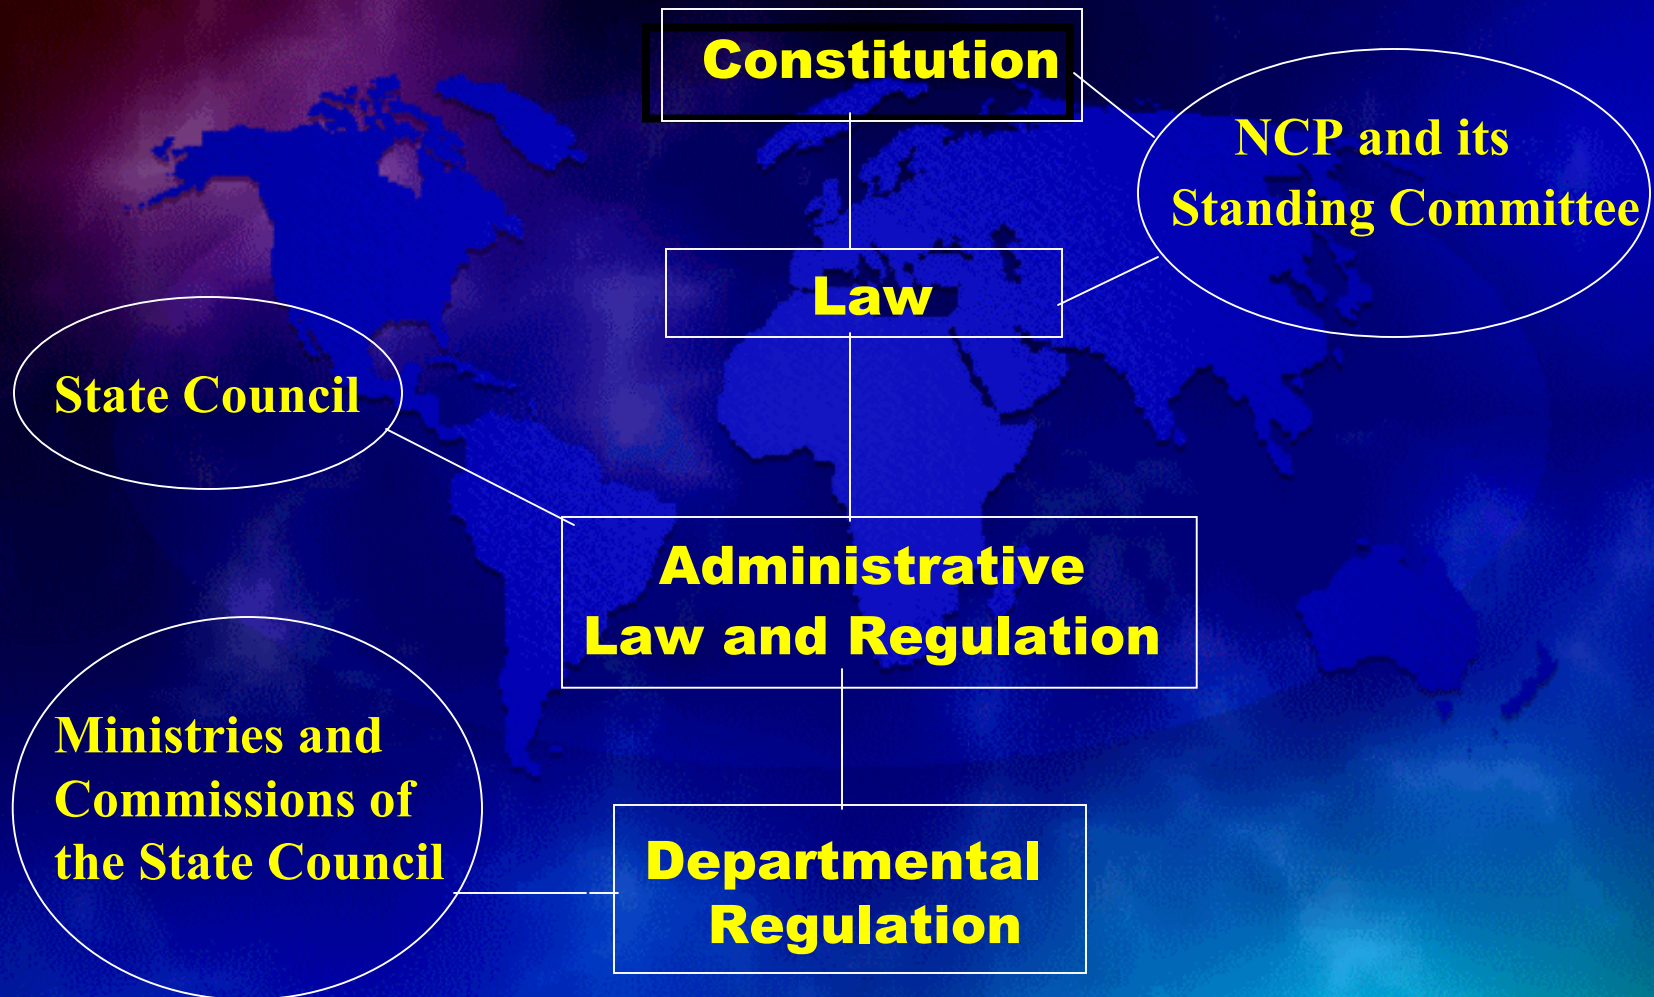 Constitution
NCP and its
Standing Committee
Law
State Council
Administrative
Law and Regulation
Ministries and
Commissions of
the State Council
Departmental
Regulation